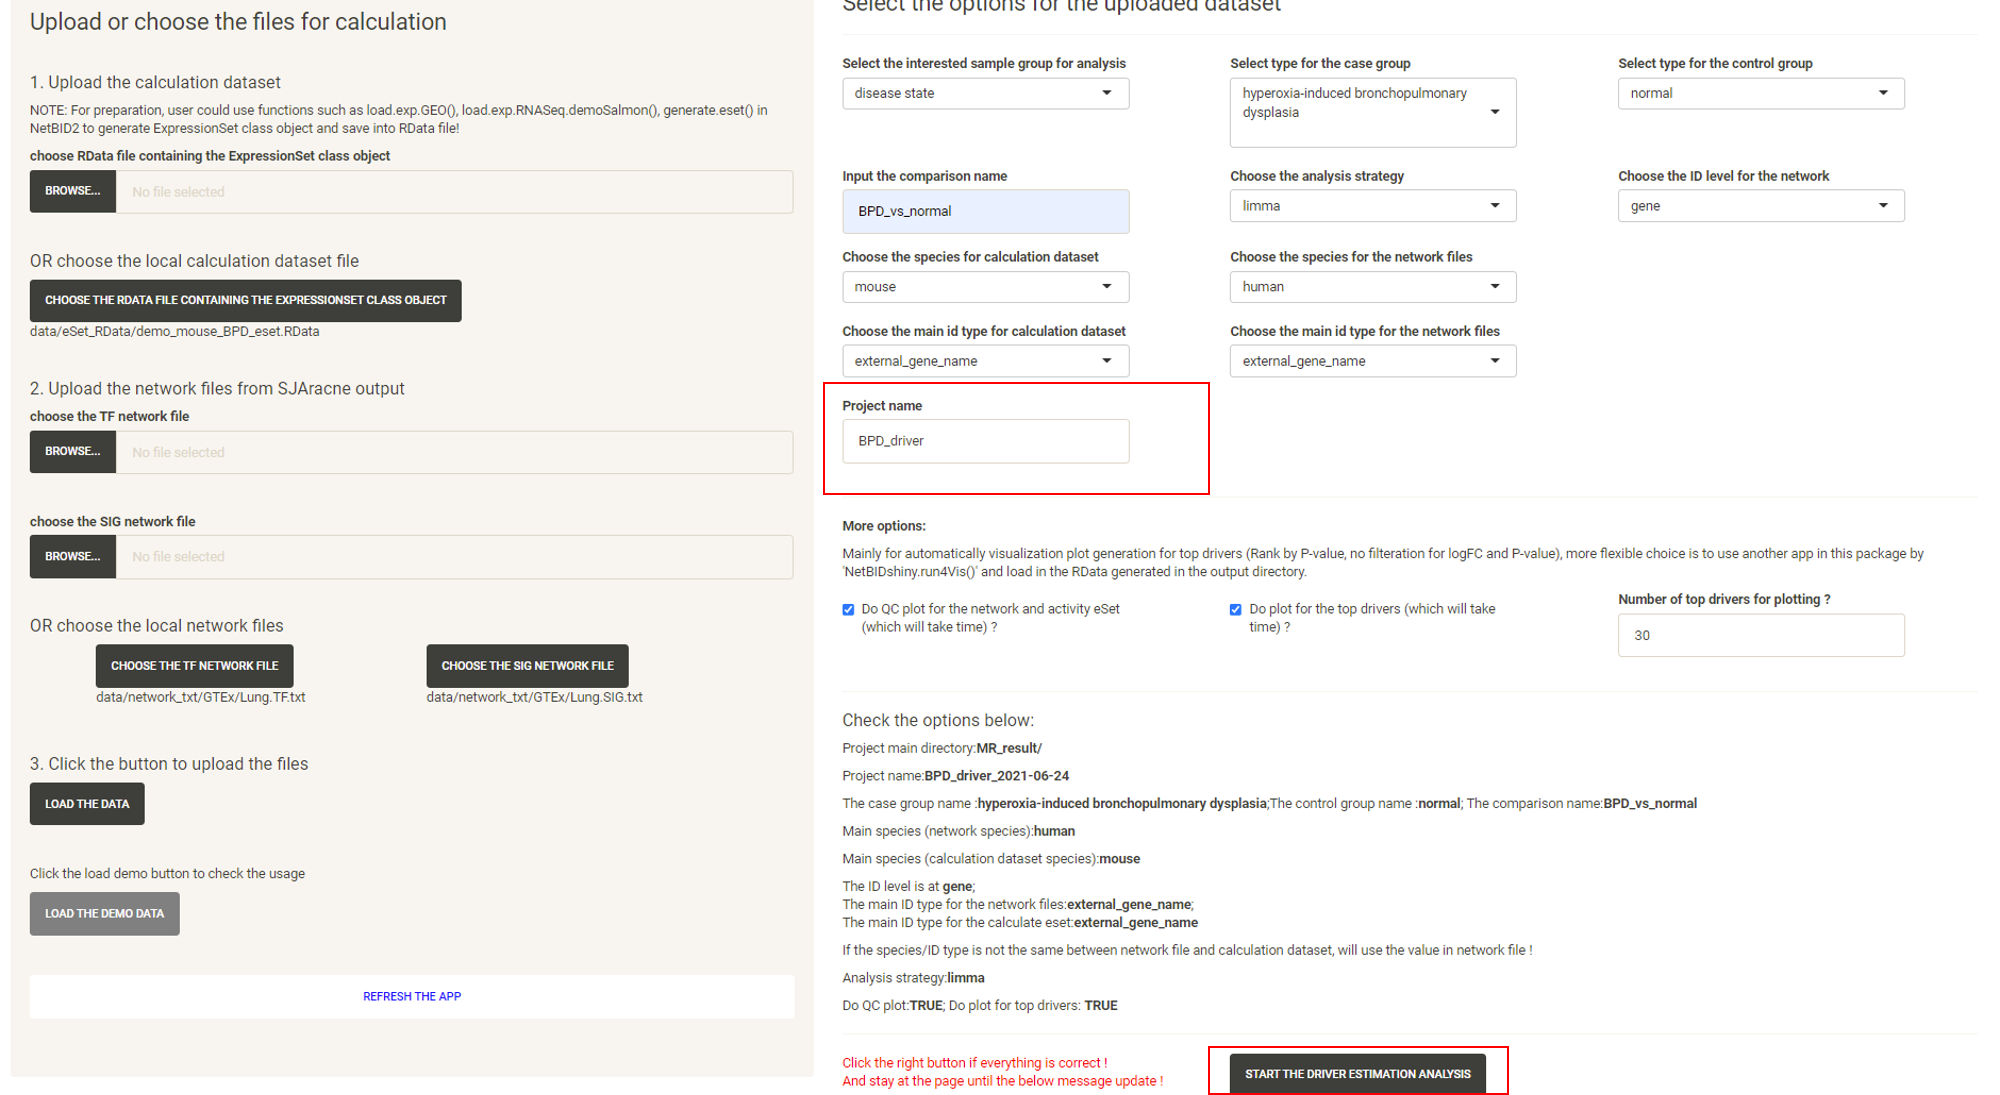 Upload or choose the files for calculation
1. Upload the calculation dataset
NOTE: For preparation, user could use functions such as load.exp.GEO(), load.exp.RNASeq.demoSalmon(), generate.eset() in
NetBID2 to generate ExpressionSet class object and save into RData file!
choose RData file containing the ExpressionSet class object
BROWSE...
No file selected
OR choose the local calculation dataset file
CHOOSE THE RDATA FILE CONTAINING THE EXPRESSIONSET CLASS OBJECT
data/eSet_RData/demo_mouse_BPD_eset.RData
2. Upload the network files from SJAracne output
choose the TF network file
BROWSE...
No file selected
choose the SIG network file
BROWSE...
No file selected
OR choose the local network files
CHOOSE THE TF NETWORK FILE
data/network_txt/GTEx/Lung.TF.txt
CHOOSE THE SIG NETWORK FILE
data/network_txt/GTEx/Lung.SIG.txt
3. Click the button to upload the files
LOAD THE DATA
Click the load demo button to check the usage
LOAD THE DEMO DATA
REFRESH THE APP
Select the options for the uploaded dataset
Select the interested sample group for analysis
disease state
Select type for the case group
hyperoxia-induced bronchopulmonary
dysplasia
Select type for the control group
normal
Input the comparison name
BPD_vs_normal
Choose the analysis strategy
limma
Choose the ID level for the network
gene
Choose the species for calculation dataset
mouse
Choose the species for the network files
human
Choose the main id type for calculation dataset
external_gene_name
Choose the main id type for the network files
external_gene_name
Project name
BPD_driver
More options:
Mainly for automatically visualization plot generation for top drivers (Rank by P-value, no filteration for logFC and P-value), more flexible choice is to use another app in this package by
'NetBIDshiny.run4Vis()' and load in the RData generated in the output directory.
Do QC plot for the network and activity eSet
(which will take time) ?
Do plot for the top drivers (which will take
time) ?
Number of top drivers for plotting ?
30
Check the options below:
Project main directory:MR_result/
Project name:BPD_driver_2021-06-24
The case group name :hyperoxia-induced bronchopulmonary dysplasia;The control group name :normal; The comparison name:BPD_vs_normal
Main species (network species):human
Main species (calculation dataset species):mouse
The ID level is at gene;
The main ID type for the network files:external_gene_name;
The main ID type for the calculate eset:external_gene_name
If the species/ID type is not the same between network file and calculation dataset, will use the value in network file !
Analysis strategy:limma
Do QC plot:TRUE; Do plot for top drivers: TRUE
Click the right button if everything is correct !
And stay at the page until the below message update !
START THE DRIVER ESTIMATION ANALYSIS